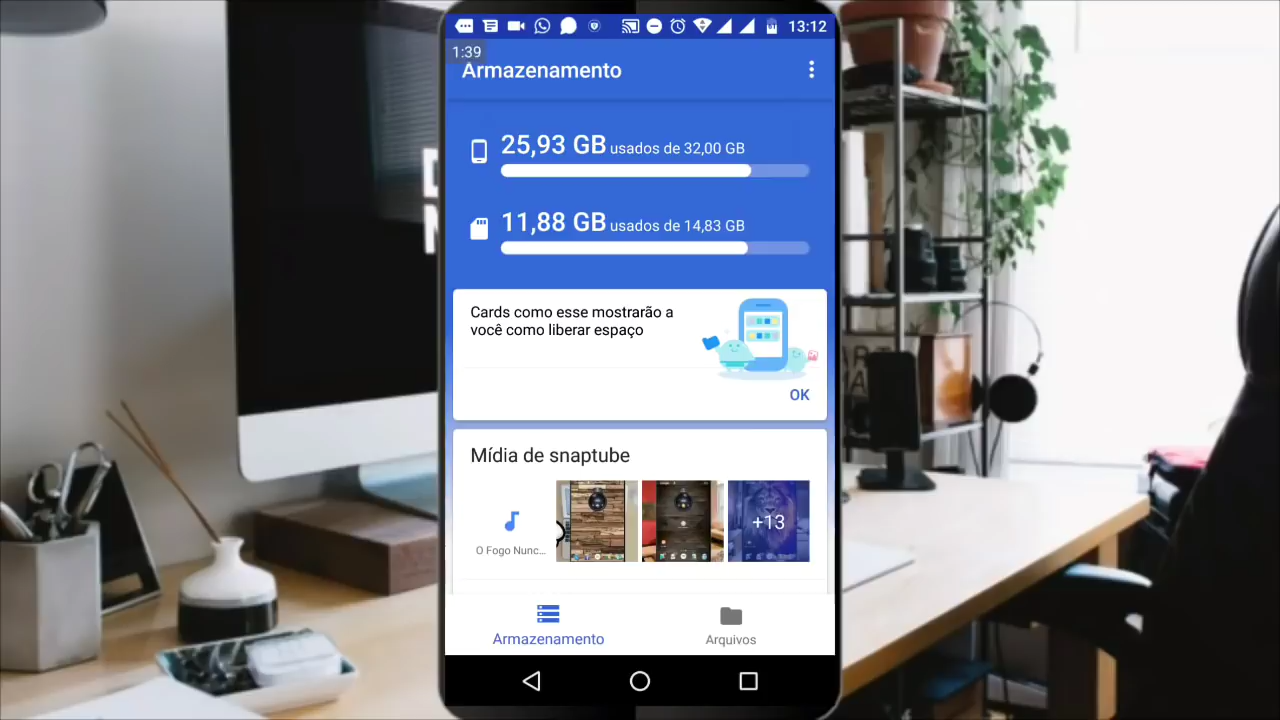 13:12
1:39
Armazenamento
25,93 GB usados de 32,00 GB
11,88 GB usados de 14,83 GB
Cards como esse mostrarão a
você como liberar espaço
OK
Mídia de snaptube
+13
O Fogo Nunc...
Armazenamento
Arquivos